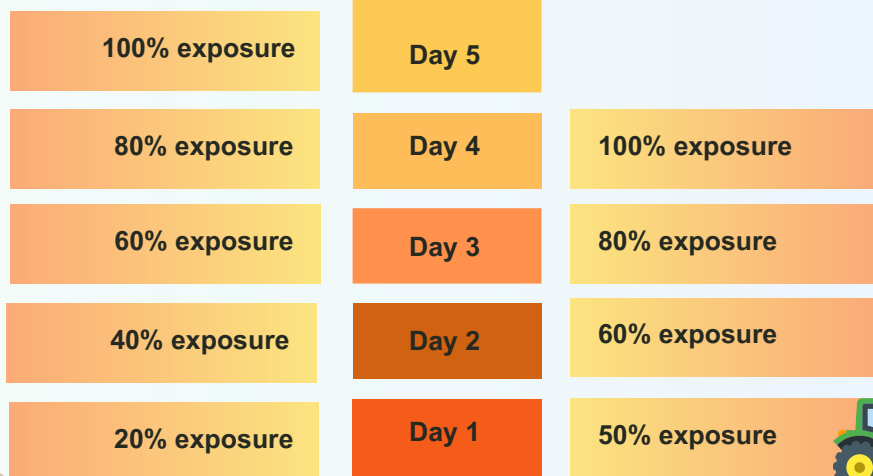 100% exposure
Day 5
80% exposure
Day 4
100% exposure
60% exposure
Day 3
80% exposure
40% exposure
Day 2
60% exposure
20% exposure
Day 1
50% exposure